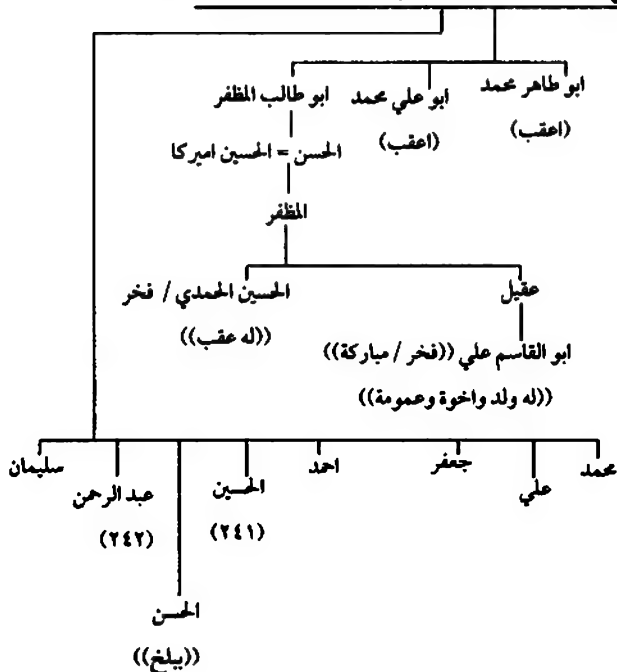 ابو طاهر محمد
(اعقب)
ابو علي محمد
(اعقب)
ابو طالب المظفر
الحسن = الحسين اميركا
المظفر
عقيل
ابو القاسم علي ((فخر / مباركة))
((له ولد واخوة وعمومة))
الحسين المحمدي / فخر
((له عقب))
محمد
علي
جعفر
احمد
الحسين
(٢٤١)
الحسن
((ببلخ))
عبد الرحمن
(٢٤٢)
سليمان